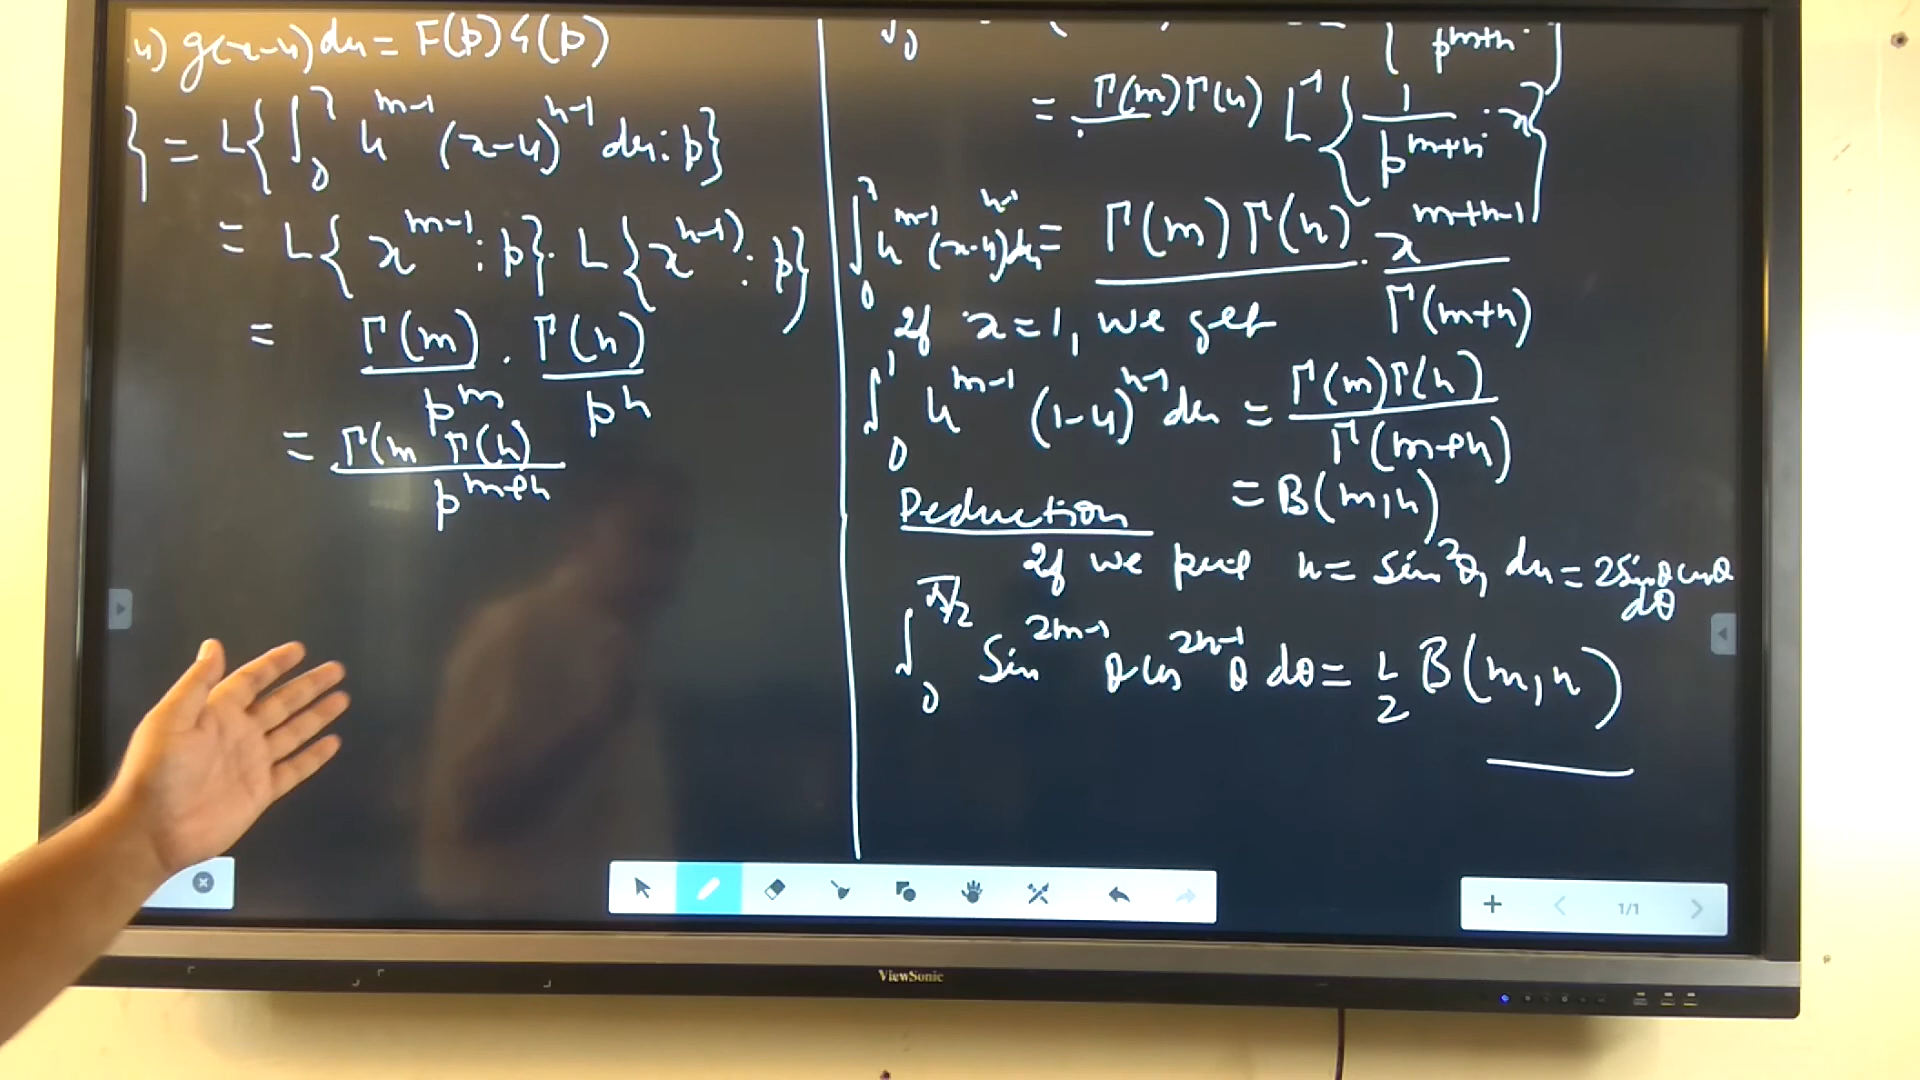 u) g(x-u) du = F(p) G(p)
} = L{ ∫₀ˣ u^{m-1} (x-u)^{n-1} du : p}
= L{ x^{m-1} : p} . L{ x^{n-1} : p}
= Γ(m)/p^m . Γ(n)/p^n
= Γ(m Γ(n) / p^{m+n}
p^{m+n} }
= Γ(m) Γ(n) L⁻¹ { 1/p^{m+n} : x}
∫₀ˣ u^{m-1} (x-u)^{n-1} du = Γ(m) Γ(n) . x^{m+n-1} / Γ(m+n)
If x = 1, we get
∫₀¹ u^{m-1} (1-u)^{n-1} du = Γ(m) Γ(n) / Γ(m+n)
= B(m,n)
Deduction
If we put u = sin²θ, du = 2 sinθ cosθ dθ
∫₀^{π/2} Sin^{2m-1} θ cos^{2n-1} θ dθ = 1/2 B(m,n)
1/1
ViewSonic